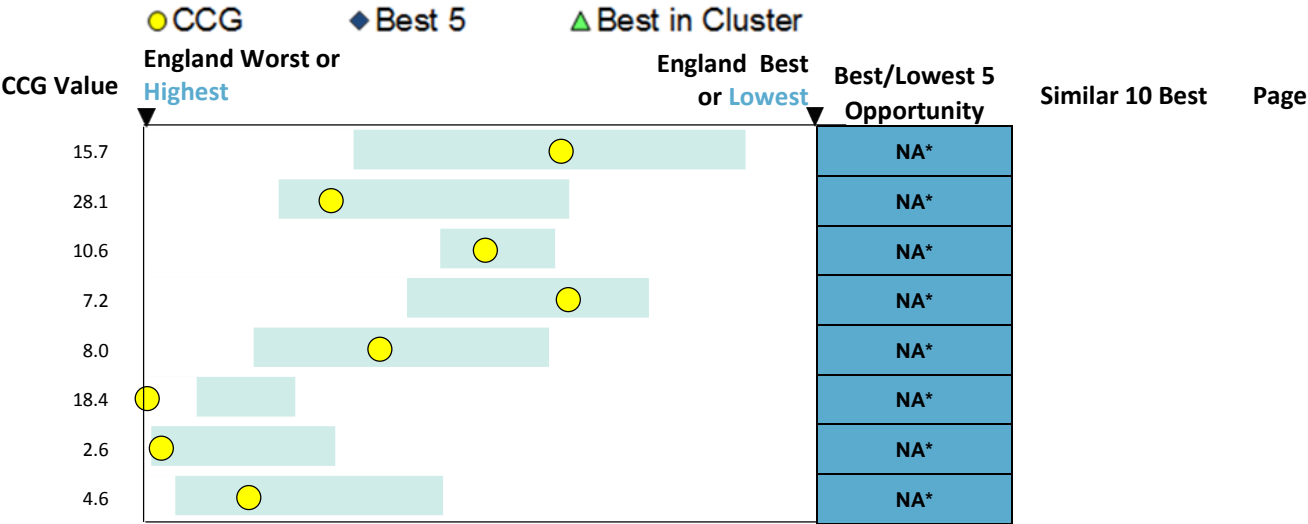 CCG Best 5 Best in Cluster
CCG Value England Worst or Highest England Best or Lowest Best/Lowest 5 Opportunity Similar 10 Best Page
15.7 NA*
28.1 NA*
10.6 NA*
7.2 NA*
8.0 NA*
18.4 NA*
2.6 NA*
4.6 NA*